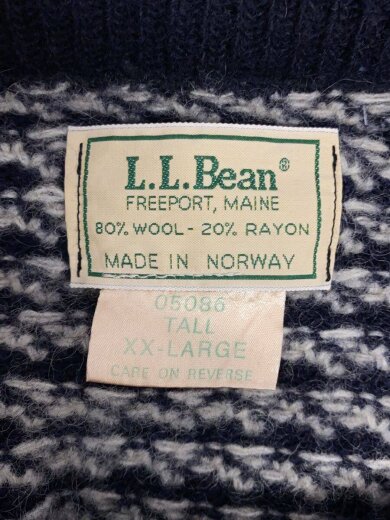 L.L.Bean®
FREEPORT, MAINE
80% WOOL - 20% RAYON
MADE IN NORWAY
05086
TALL
XX-LARGE
CARE ON REVERSE